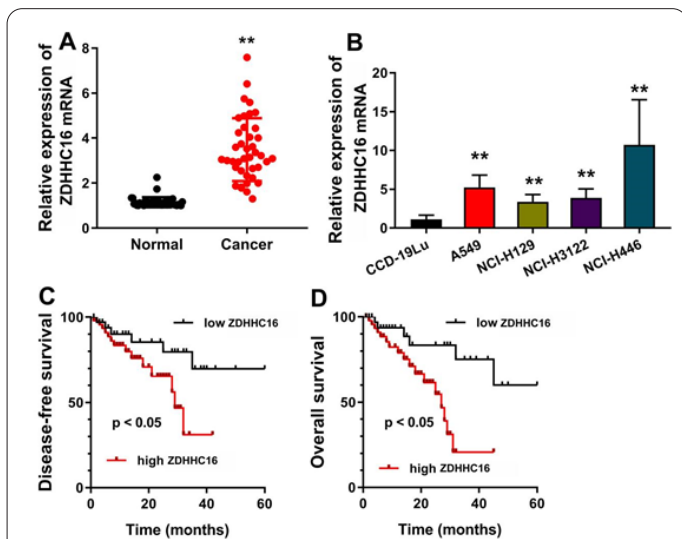 A
Relative expression of
ZDHHC16 mRNA
8
6
4
2
0
**
Normal
Cancer
B
Relative expression of
ZDHHC16 mRNA
20
15
10
5
0
**
**
**
**
CCD-19Lu
A549
NCI-H129
NCI-H3122
NCI-H446
C
Disease-free survival
100
50
low ZDHHC16
p < 0.05
high ZDHHC16
0
20
40
60
Time (months)
D
Overall survival
100
50
low ZDHHC16
p < 0.05
high ZDHHC16
0
20
40
60
Time (months)